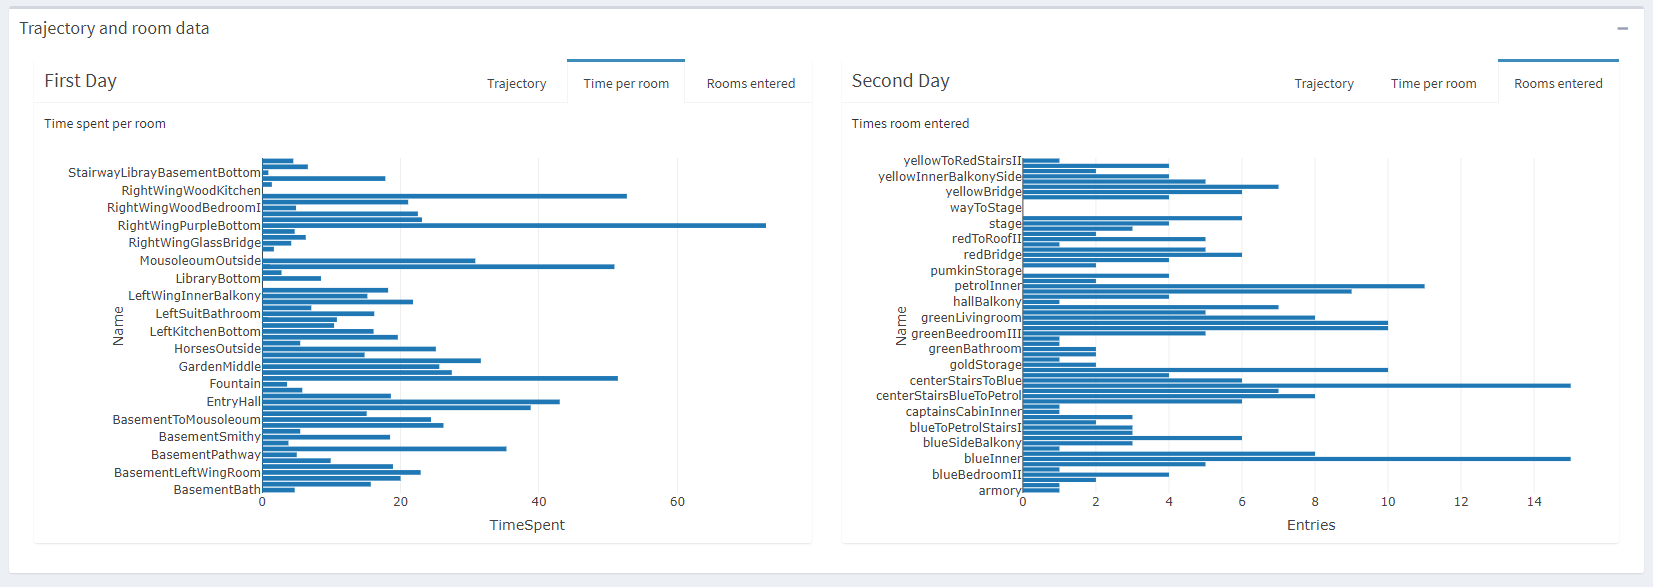 Trajectory and room data
First Day
Trajectory
Time per room
Rooms entered
Time spent per room
StairwayLibrayBasementBottom
RightWingWoodKitchen
RightWingWoodBedroomI
RightWingPurpleBottom
RightWingGlassBridge
MousoleoumOutside
LibraryBottom
LeftWingInnerBalkony
LeftSuitBathroom
LeftKitchenBottom
HorsesOutside
GardenMiddle
Fountain
EntryHall
BasementToMousoleoum
BasementSmithy
BasementPathway
BasementLeftWingRoom
BasementBath
Name
0 20 40 60
TimeSpent
Second Day
Trajectory
Time per room
Rooms entered
Times room entered
yellowToRedStairsII
yellowInnerBalkonySide
yellowBridge
wayToStage
stage
redToRoofII
redBridge
pumkinStorage
petrolInner
hallBalkony
greenLivingroom
greenBeedroomIII
greenBathroom
goldStorage
centerStairsToBlue
centerStairsBlueToPetrol
captainsCabinInner
blueToPetrolStairsI
blueSideBalkony
blueInner
blueBedroomII
armory
Name
0 2 4 6 8 10 12 14
Entries